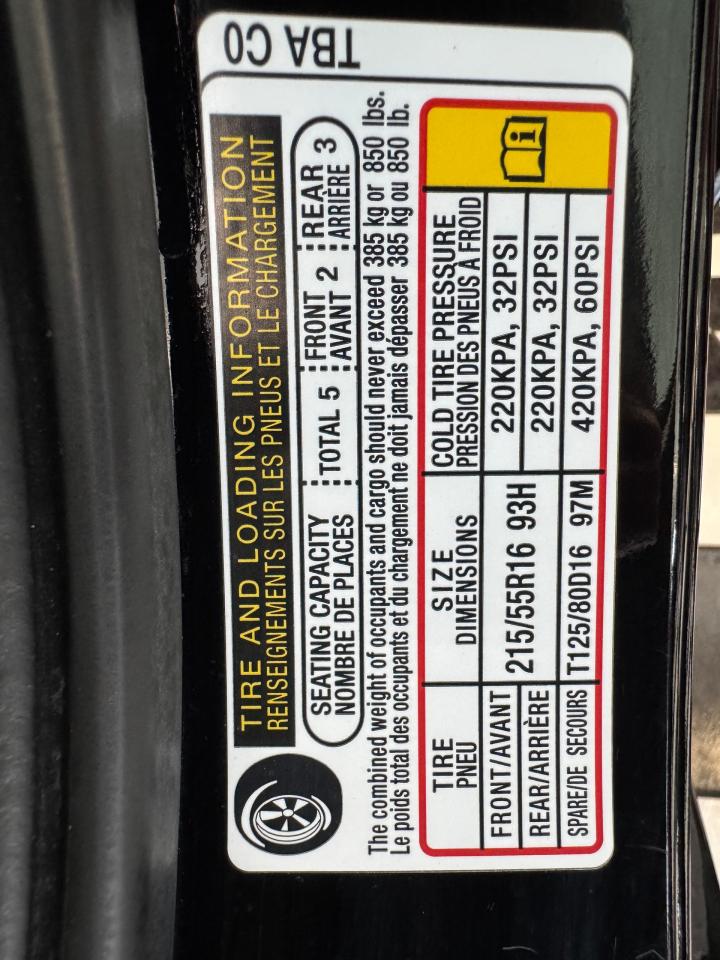 TBA C0
TIRE AND LOADING INFORMATION
RENSEIGNEMENTS SUR LES PNEUS ET LE CHARGEMENT
SEATING CAPACITY TOTAL 5 FRONT 2 REAR 3
NOMBRE DE PLACES AVANT ARRIÈRE
The combined weight of occupants and cargo should never exceed 385 kg or 850 lbs.
Le poids total des occupants et du chargement ne doit jamais dépasser 385 kg ou 850 lb.
TIRE SIZE COLD TIRE PRESSURE
PNEU DIMENSIONS PRESSION DES PNEUS À FROID
FRONT/AVANT 215/55R16 93H 220KPA, 32PSI
REAR/ARRIÈRE 220KPA, 32PSI
SPARE/DE SECOURS T125/80D16 97M 420KPA, 60PSI